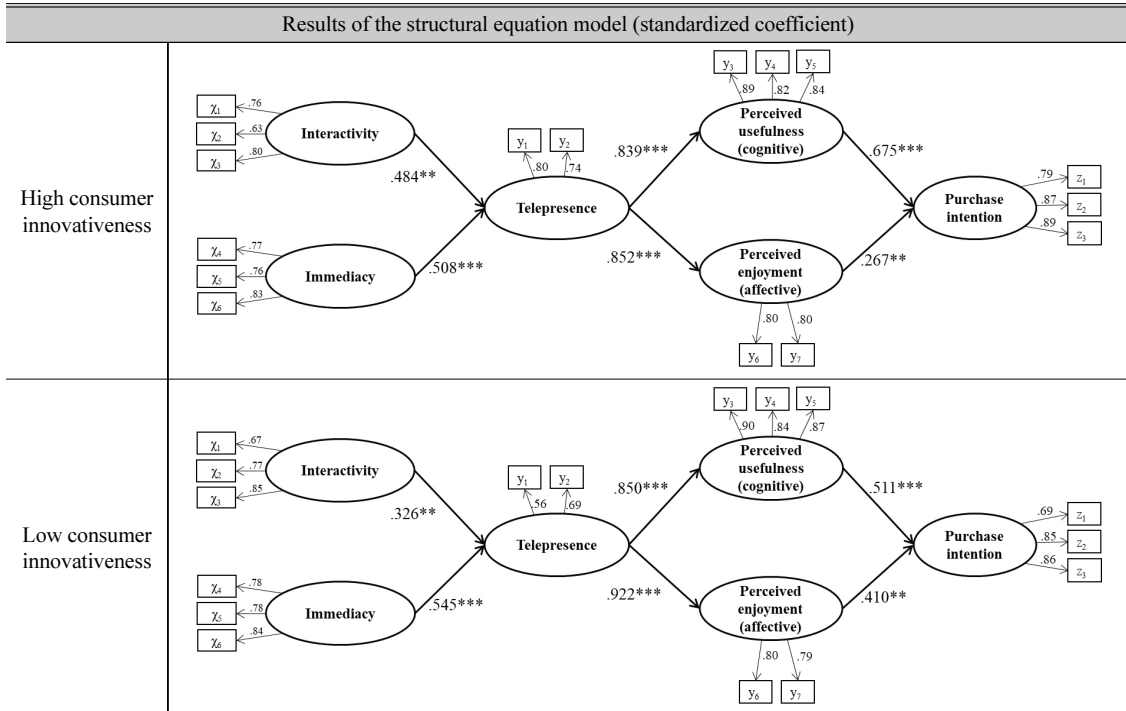 Results of the structural equation model (standardized coefficient)
High consumer
innovativeness
y₃ y₄ y₅
.89 .82 .84
χ₁ .76
χ₂ .63
χ₃ .80
Interactivity
Perceived
usefulness
(cognitive)
y₁ y₂
.80 .74
.484**
.839***
.675***
Telepresence
Purchase
intention
.79 z₁
.87 z₂
.89 z₃
χ₄ .77
χ₅ .76
χ₆ .83
Immediacy
.508***
.852***
.267**
Perceived
enjoyment
(affective)
.80 .80
y₆ y₇
Low consumer
innovativeness
y₃ y₄ y₅
.90 .84 .87
χ₁ .67
χ₂ .77
χ₃ .85
Interactivity
Perceived
usefulness
(cognitive)
y₁ y₂
.56 .69
.326**
.850***
.511***
Telepresence
Purchase
intention
.69 z₁
.85 z₂
.86 z₃
χ₄ .78
χ₅ .78
χ₆ .84
Immediacy
.545***
.922***
.410**
Perceived
enjoyment
(affective)
.80 .79
y₆ y₇